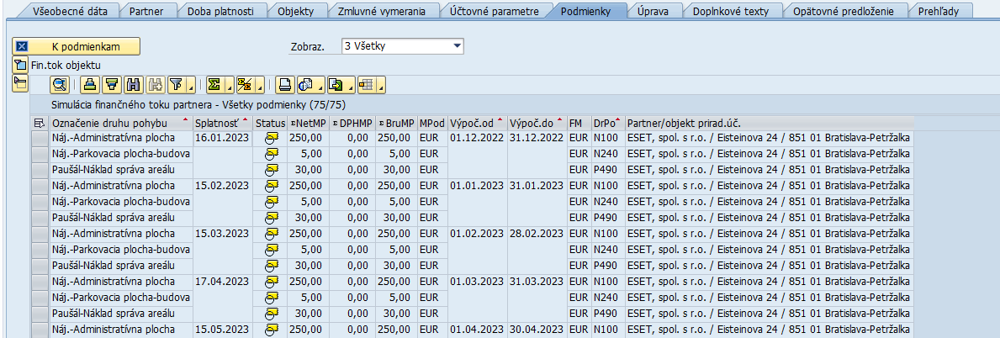 Všeobecné dáta Partner Doba platnosti Objekty Zmluvné vymerania Účtovné parametre Podmienky Úprava Doplnkové texty Opätovné predloženie Prehľady
K podmienkam Zobraz. 3 Všetky
Fin.tok objektu
Simulácia finančného toku partnera - Všetky podmienky (75/75)
Označenie druhu pohybu Splatnosť Status ΣNetMP ΣDPHMP ΣBruMP MPod Výpoč.od Výpoč.do FM DrPo Partner/objekt prirad.úč.
Náj.-Administratívna plocha 16.01.2023 250,00 0,00 250,00 EUR 01.12.2022 31.12.2022 EUR N100 ESET, spol. s r.o. / Eisteinova 24 / 851 01 Bratislava-Petržalka
Náj.-Parkovacia plocha-budova 5,00 0,00 5,00 EUR EUR N240 ESET, spol. s r.o. / Eisteinova 24 / 851 01 Bratislava-Petržalka
Paušál-Náklad správa areálu 30,00 0,00 30,00 EUR EUR P490 ESET, spol. s r.o. / Eisteinova 24 / 851 01 Bratislava-Petržalka
Náj.-Administratívna plocha 15.02.2023 250,00 0,00 250,00 EUR 01.01.2023 31.01.2023 EUR N100 ESET, spol. s r.o. / Eisteinova 24 / 851 01 Bratislava-Petržalka
Náj.-Parkovacia plocha-budova 5,00 0,00 5,00 EUR EUR N240 ESET, spol. s r.o. / Eisteinova 24 / 851 01 Bratislava-Petržalka
Paušál-Náklad správa areálu 30,00 0,00 30,00 EUR EUR P490 ESET, spol. s r.o. / Eisteinova 24 / 851 01 Bratislava-Petržalka
Náj.-Administratívna plocha 15.03.2023 250,00 0,00 250,00 EUR 01.02.2023 28.02.2023 EUR N100 ESET, spol. s r.o. / Eisteinova 24 / 851 01 Bratislava-Petržalka
Náj.-Parkovacia plocha-budova 5,00 0,00 5,00 EUR EUR N240 ESET, spol. s r.o. / Eisteinova 24 / 851 01 Bratislava-Petržalka
Paušál-Náklad správa areálu 30,00 0,00 30,00 EUR EUR P490 ESET, spol. s r.o. / Eisteinova 24 / 851 01 Bratislava-Petržalka
Náj.-Administratívna plocha 17.04.2023 250,00 0,00 250,00 EUR 01.03.2023 31.03.2023 EUR N100 ESET, spol. s r.o. / Eisteinova 24 / 851 01 Bratislava-Petržalka
Náj.-Parkovacia plocha-budova 5,00 0,00 5,00 EUR EUR N240 ESET, spol. s r.o. / Eisteinova 24 / 851 01 Bratislava-Petržalka
Paušál-Náklad správa areálu 30,00 0,00 30,00 EUR EUR P490 ESET, spol. s r.o. / Eisteinova 24 / 851 01 Bratislava-Petržalka
Náj.-Administratívna plocha 15.05.2023 250,00 0,00 250,00 EUR 01.04.2023 30.04.2023 EUR N100 ESET, spol. s r.o. / Eisteinova 24 / 851 01 Bratislava-Petržalka